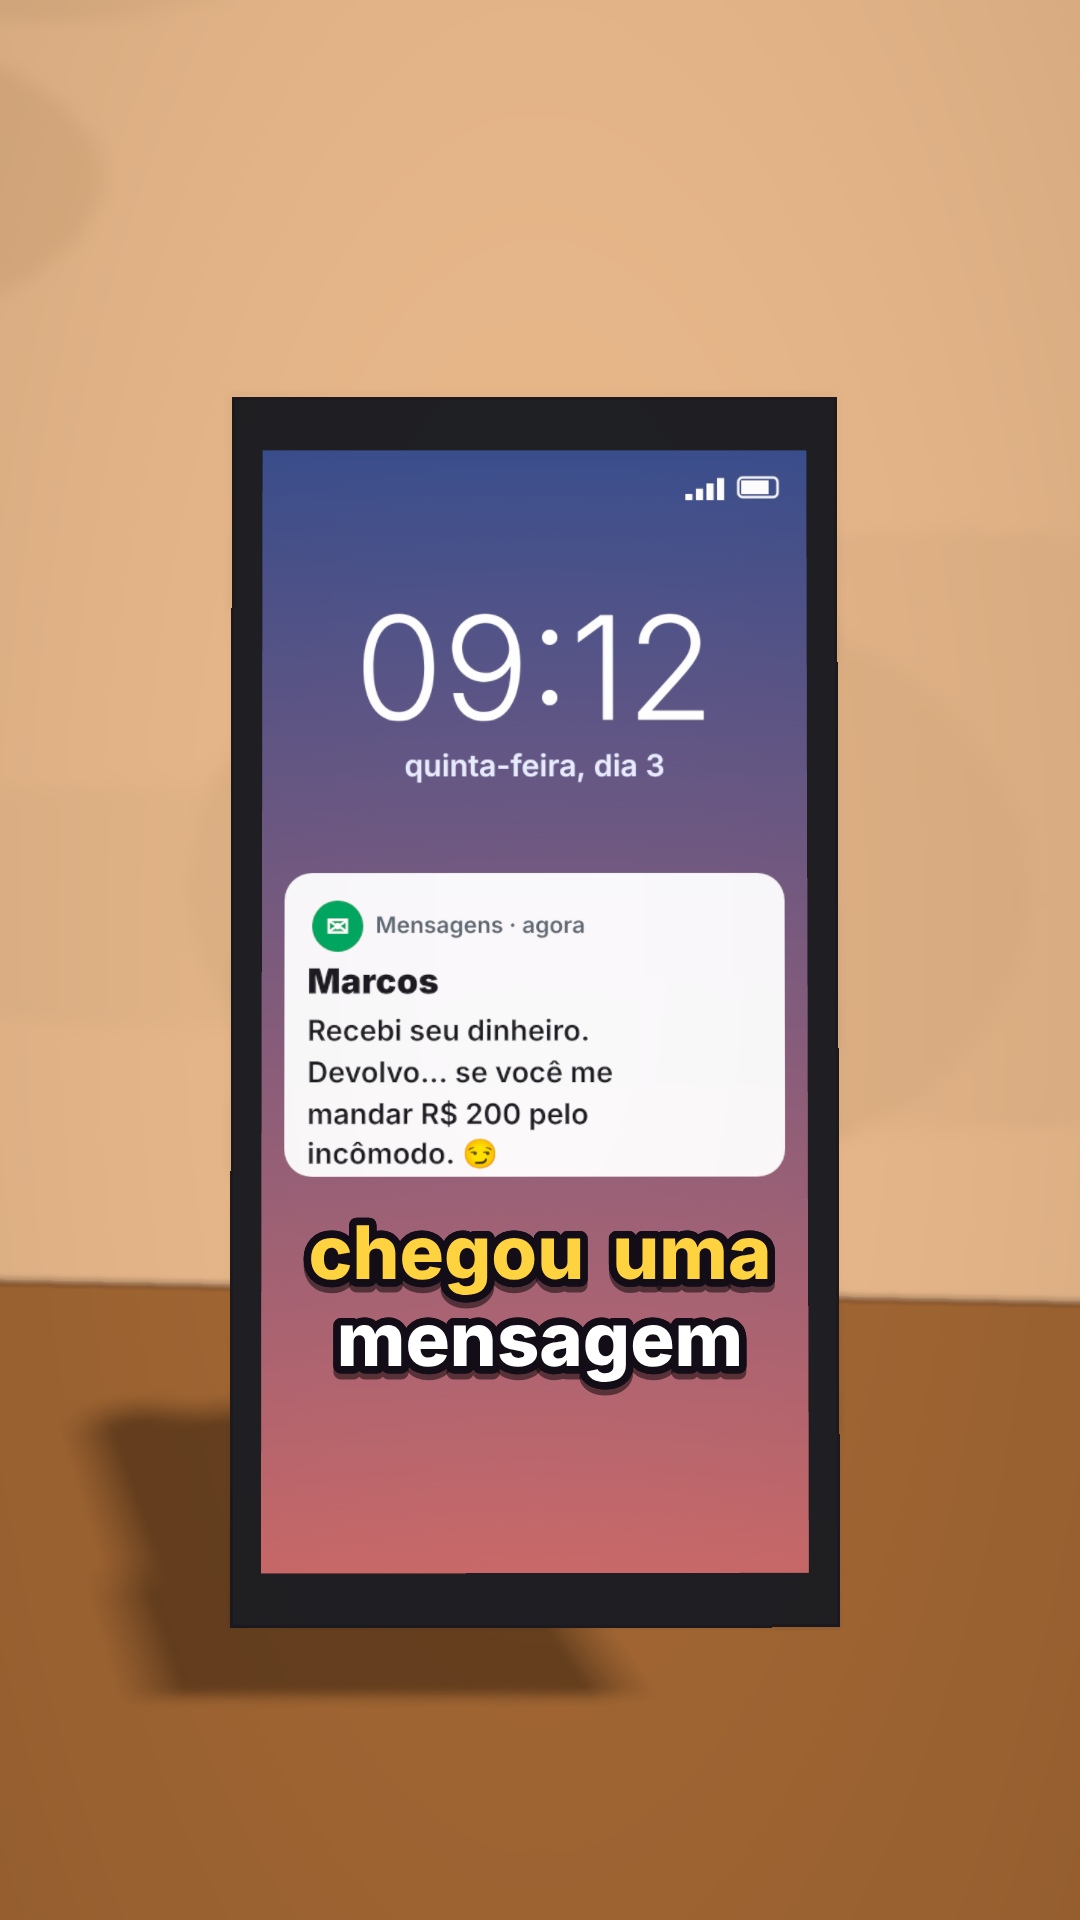 09:12
quinta-feira, dia 3
Mensagens · agora
Marcos
Recebi seu dinheiro.
Devolvo... se você me
mandar R$ 200 pelo
incômodo. 😏
chegou uma
mensagem